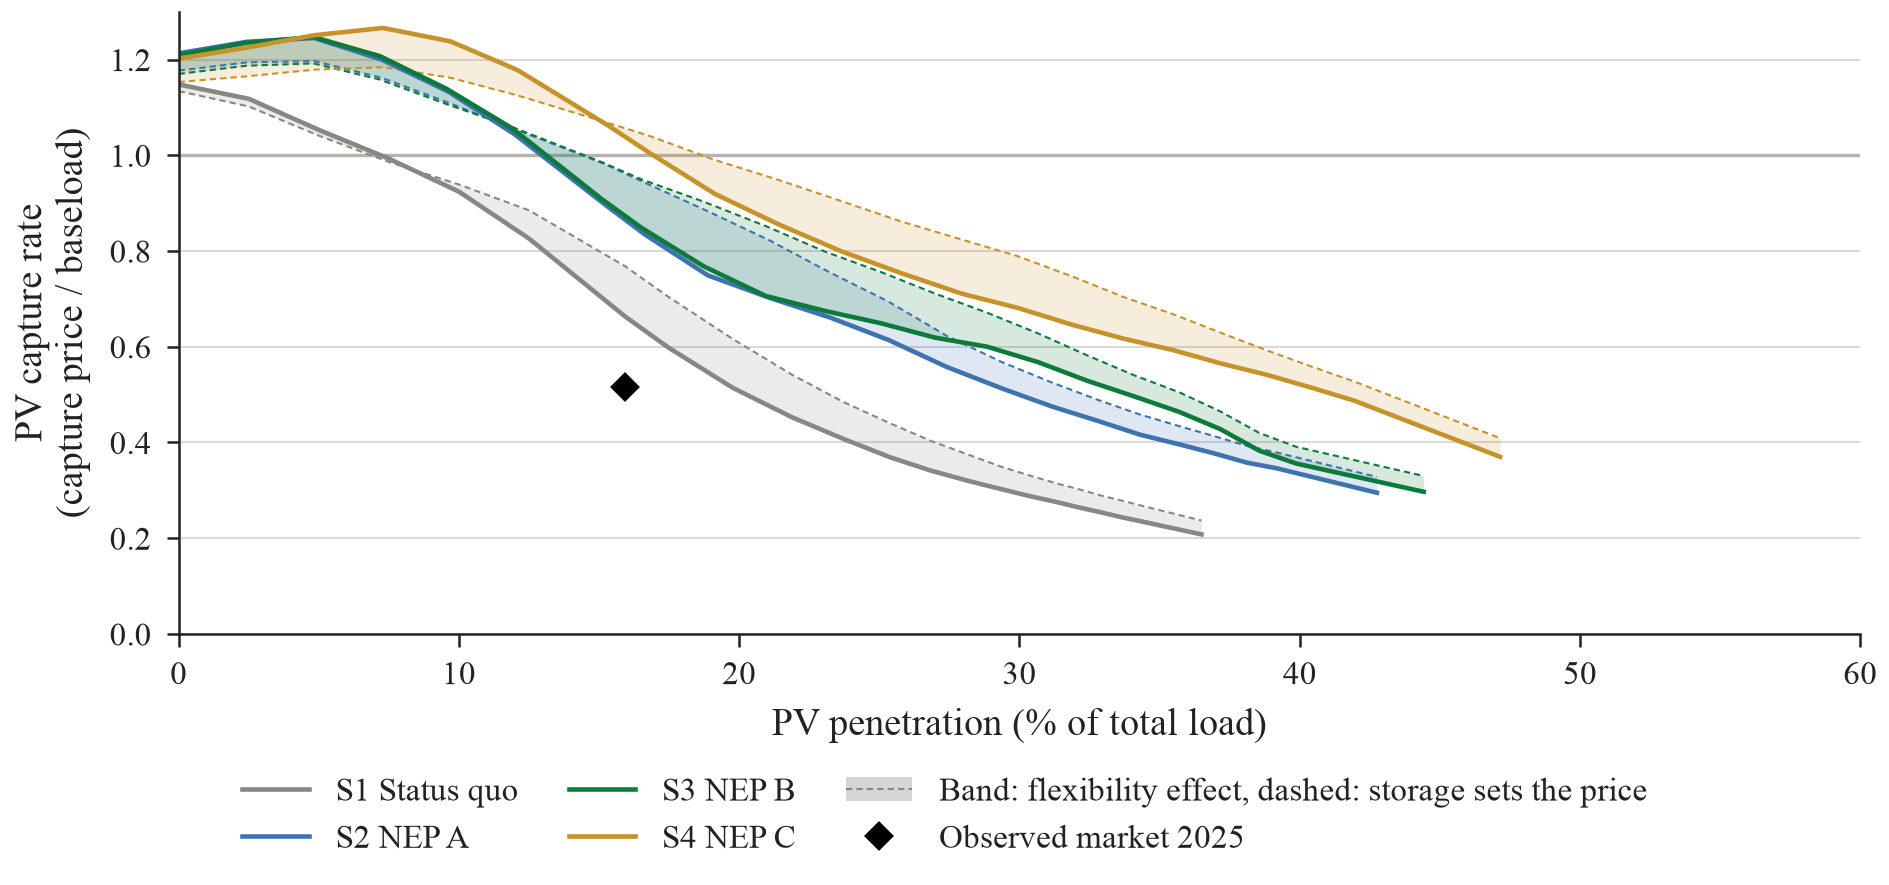 PV capture rate
(capture price / baseload)
1.2
1.0
0.8
0.6
0.4
0.2
0.0
0
10
20
30
40
50
60
PV penetration (% of total load)
S1 Status quo
S2 NEP A
S3 NEP B
S4 NEP C
Band: flexibility effect, dashed: storage sets the price
Observed market 2025